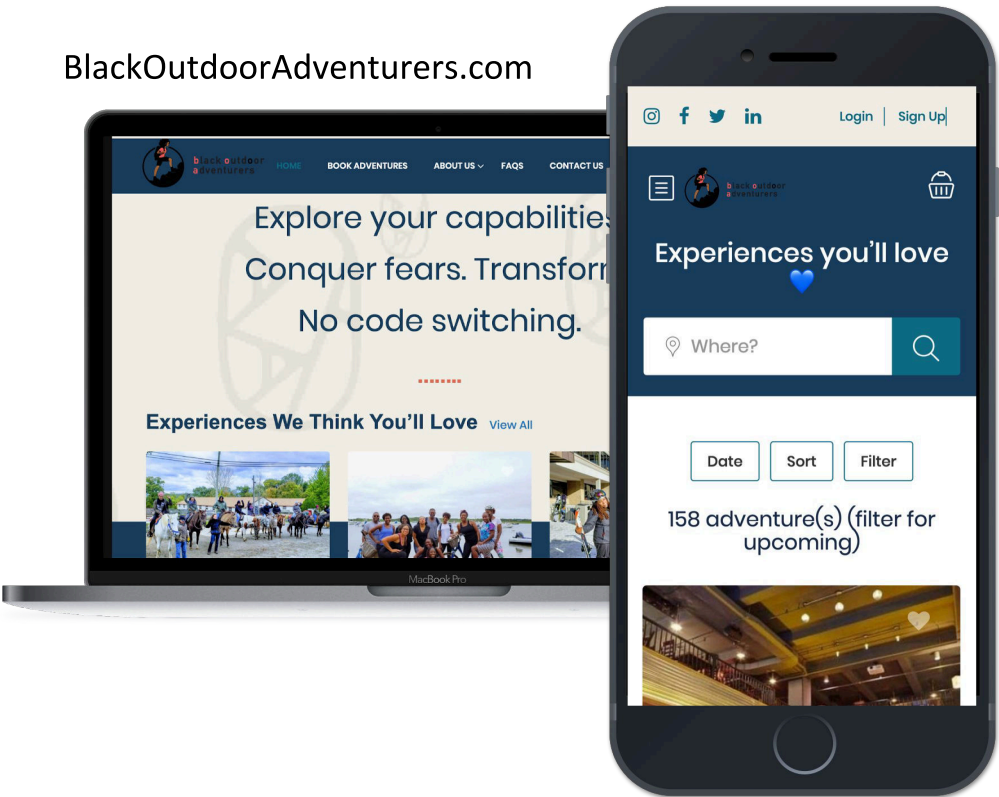 BlackOutdoorAdventurers.com
black outdoor
adventurers
HOME
BOOK ADVENTURES
ABOUT US
FAQS
CONTACT US
Explore your capabilities
Conquer fears. Transfor
No code switching.
Experiences We Think You'll Love View All
MacBook Pro
in
Login | Sign Up
black outdoor
adventurers
Experiences you'll love
Where?
Date
Sort
Filter
158 adventure(s) (filter for
upcoming)